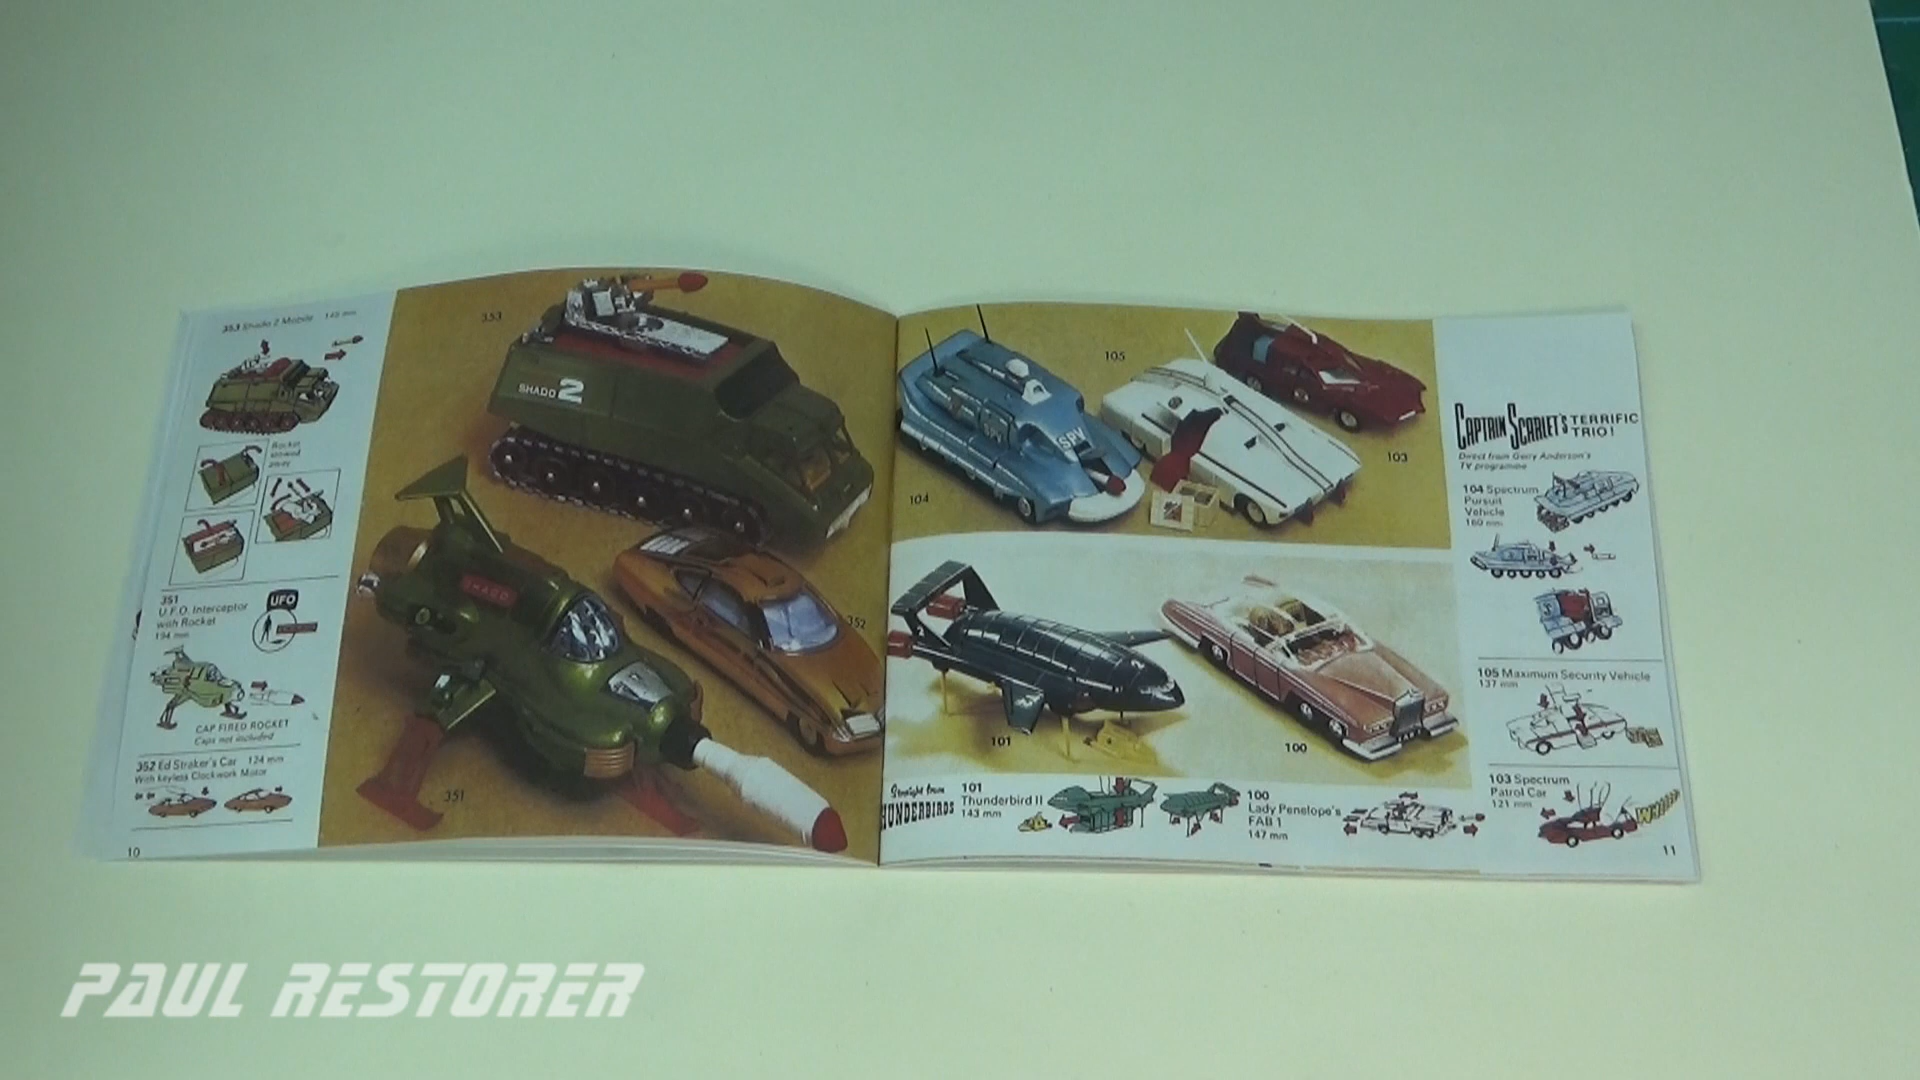 353 Shado 2 Mobile 145 mm
Rocket
stowed
away
351
U.F.O. Interceptor
with Rocket
194 mm
UFO
CAP FIRED ROCKET
Caps not included
352 Ed Straker's Car 124 mm
With keyless Clockwork Motor
10
353
SHADO 2
SHADO
352
351
105
SPV
104
103
2
101
100
Straight from
THUNDERBIRDS
101
Thunderbird II
143 mm
100
Lady Penelope's
FAB 1
147 mm
CAPTAIN SCARLET'S TERRIFIC
TRIO!
Direct from Gerry Anderson's
TV programme
104 Spectrum
Pursuit
Vehicle
160 mm
105 Maximum Security Vehicle
137 mm
103 Spectrum
Patrol Car
121 mm
11
PAUL RESTORER